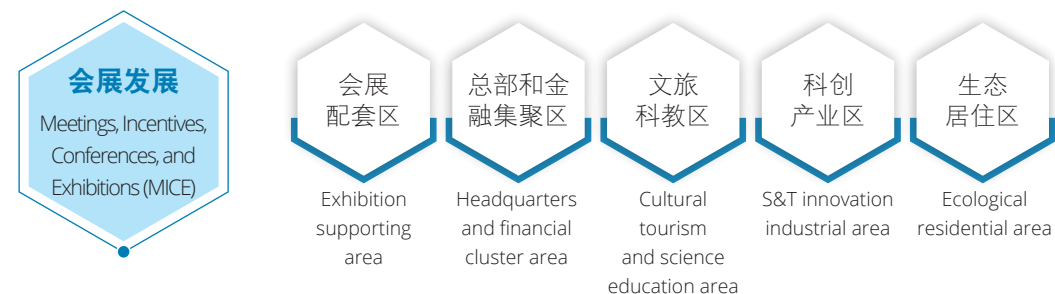 会展发展
Meetings, Incentives,
Conferences, and
Exhibitions (MICE)
会展
配套区
Exhibition
supporting
area
总部和金
融集聚区
Headquarters
and financial
cluster area
文旅
科教区
Cultural
tourism
and science
education area
科创
产业区
S&T innovation
industrial area
生态
居住区
Ecological
residential area